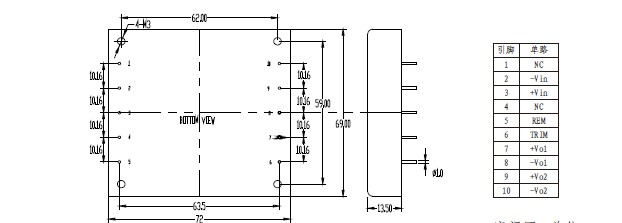 62.00
4-M3
1
10
10.16
10.16
2
9
10.16
10.16
3
8
BOTTOM VIEW
59.00
69.00
10.16
10.16
4
7
10.16
10.16
5
6
ø1.0
63.5
13.50
72
引脚 单路
1 NC
2 -Vin
3 +Vin
4 NC
5 REM
6 TRIM
7 +Vo1
8 -Vo1
9 +Vo2
10 -Vo2